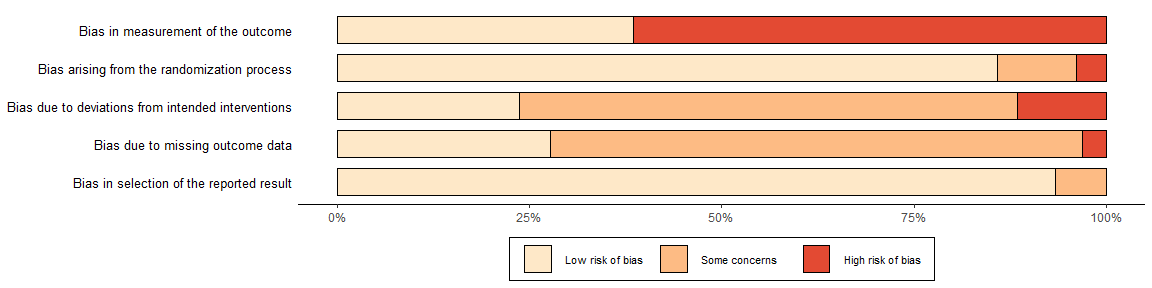 Bias in measurement of the outcome
Bias arising from the randomization process
Bias due to deviations from intended interventions
Bias due to missing outcome data
Bias in selection of the reported result
0% 25% 50% 75% 100%
Low risk of bias Some concerns High risk of bias